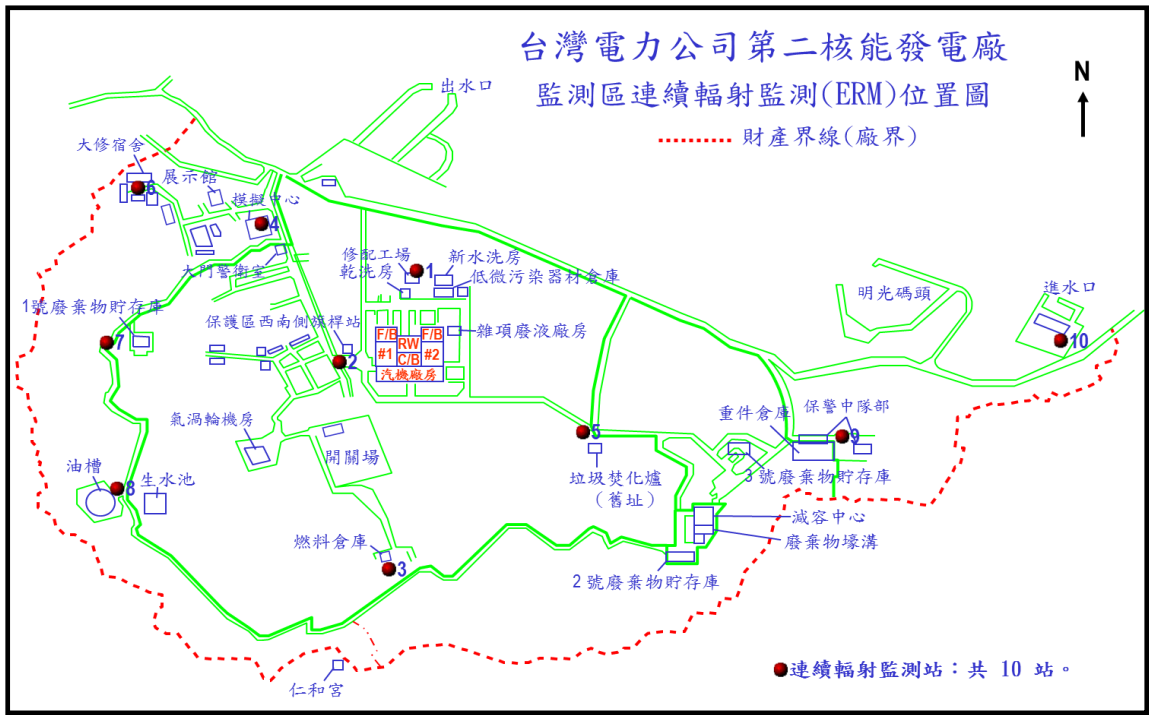 台灣電力公司第二核能發電廠
監測區連續輻射監測(ERM)位置圖
財產界線(廠界)
N
出水口
大修宿舍
6
展示館
模擬中心
4
大門警衛室
修配工場
乾洗房
1
新水洗房
低微污染器材倉庫
明光碼頭
進水口
10
1號廢棄物貯存庫
7
保護區西南側旗桿站
2
F/B
F/B
RW
#1
#2
C/B
汽機廠房
雜項廢液廠房
氣渦輪機房
開關場
5
垃圾焚化爐
(舊址)
重件倉庫
保警中隊部
9
3號廢棄物貯存庫
油槽
8
生水池
減容中心
廢棄物壕溝
燃料倉庫
3
2號廢棄物貯存庫
仁和宮
連續輻射監測站：共 10 站。